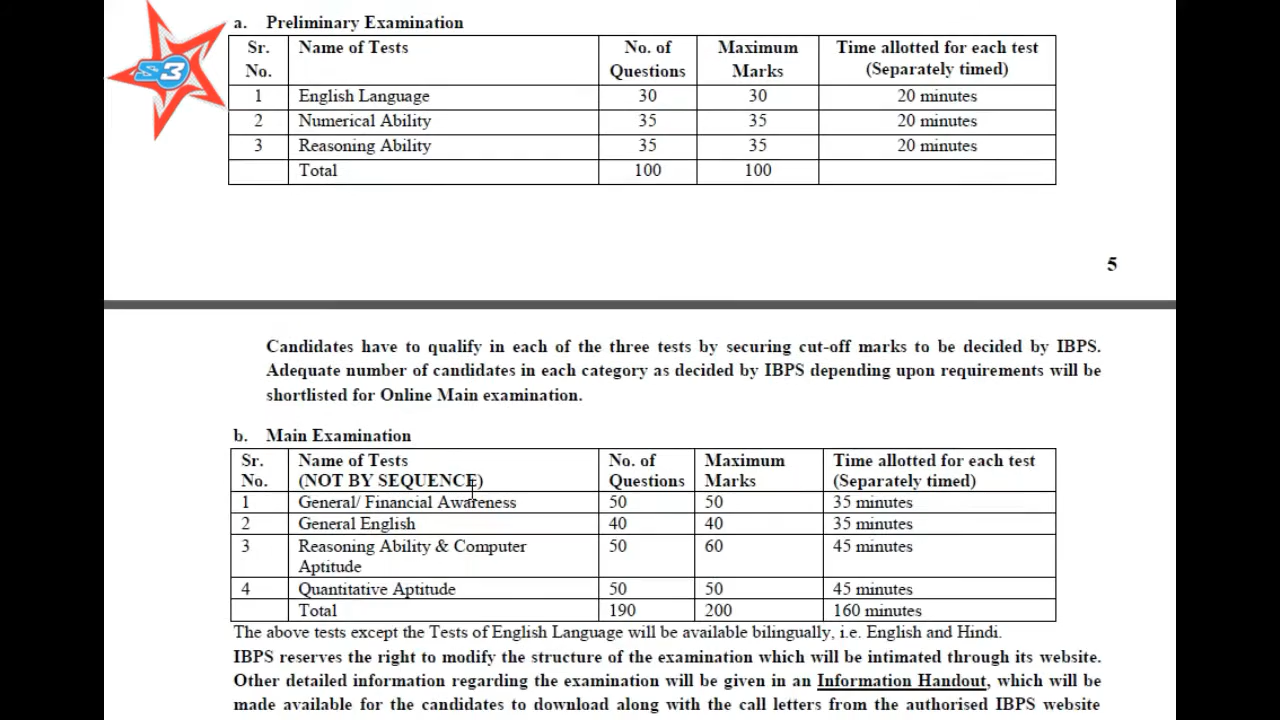 S3
a. Preliminary Examination
Sr. No. Name of Tests No. of Questions Maximum Marks Time allotted for each test (Separately timed)
1 English Language 30 30 20 minutes
2 Numerical Ability 35 35 20 minutes
3 Reasoning Ability 35 35 20 minutes
Total 100 100
5
Candidates have to qualify in each of the three tests by securing cut-off marks to be decided by IBPS.
Adequate number of candidates in each category as decided by IBPS depending upon requirements will be
shortlisted for Online Main examination.
b. Main Examination
Sr. No. Name of Tests (NOT BY SEQUENCE) No. of Questions Maximum Marks Time allotted for each test (Separately timed)
1 General/ Financial Awareness 50 50 35 minutes
2 General English 40 40 35 minutes
3 Reasoning Ability & Computer Aptitude 50 60 45 minutes
4 Quantitative Aptitude 50 50 45 minutes
Total 190 200 160 minutes
The above tests except the Tests of English Language will be available bilingually, i.e. English and Hindi.
IBPS reserves the right to modify the structure of the examination which will be intimated through its website.
Other detailed information regarding the examination will be given in an Information Handout, which will be
made available for the candidates to download along with the call letters from the authorised IBPS website